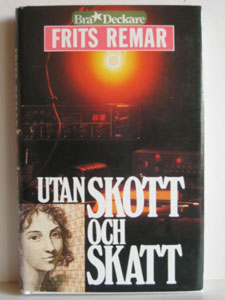 Bra★Deckare
FRITS REMAR
UTAN SKOTT
OCH
SKATT